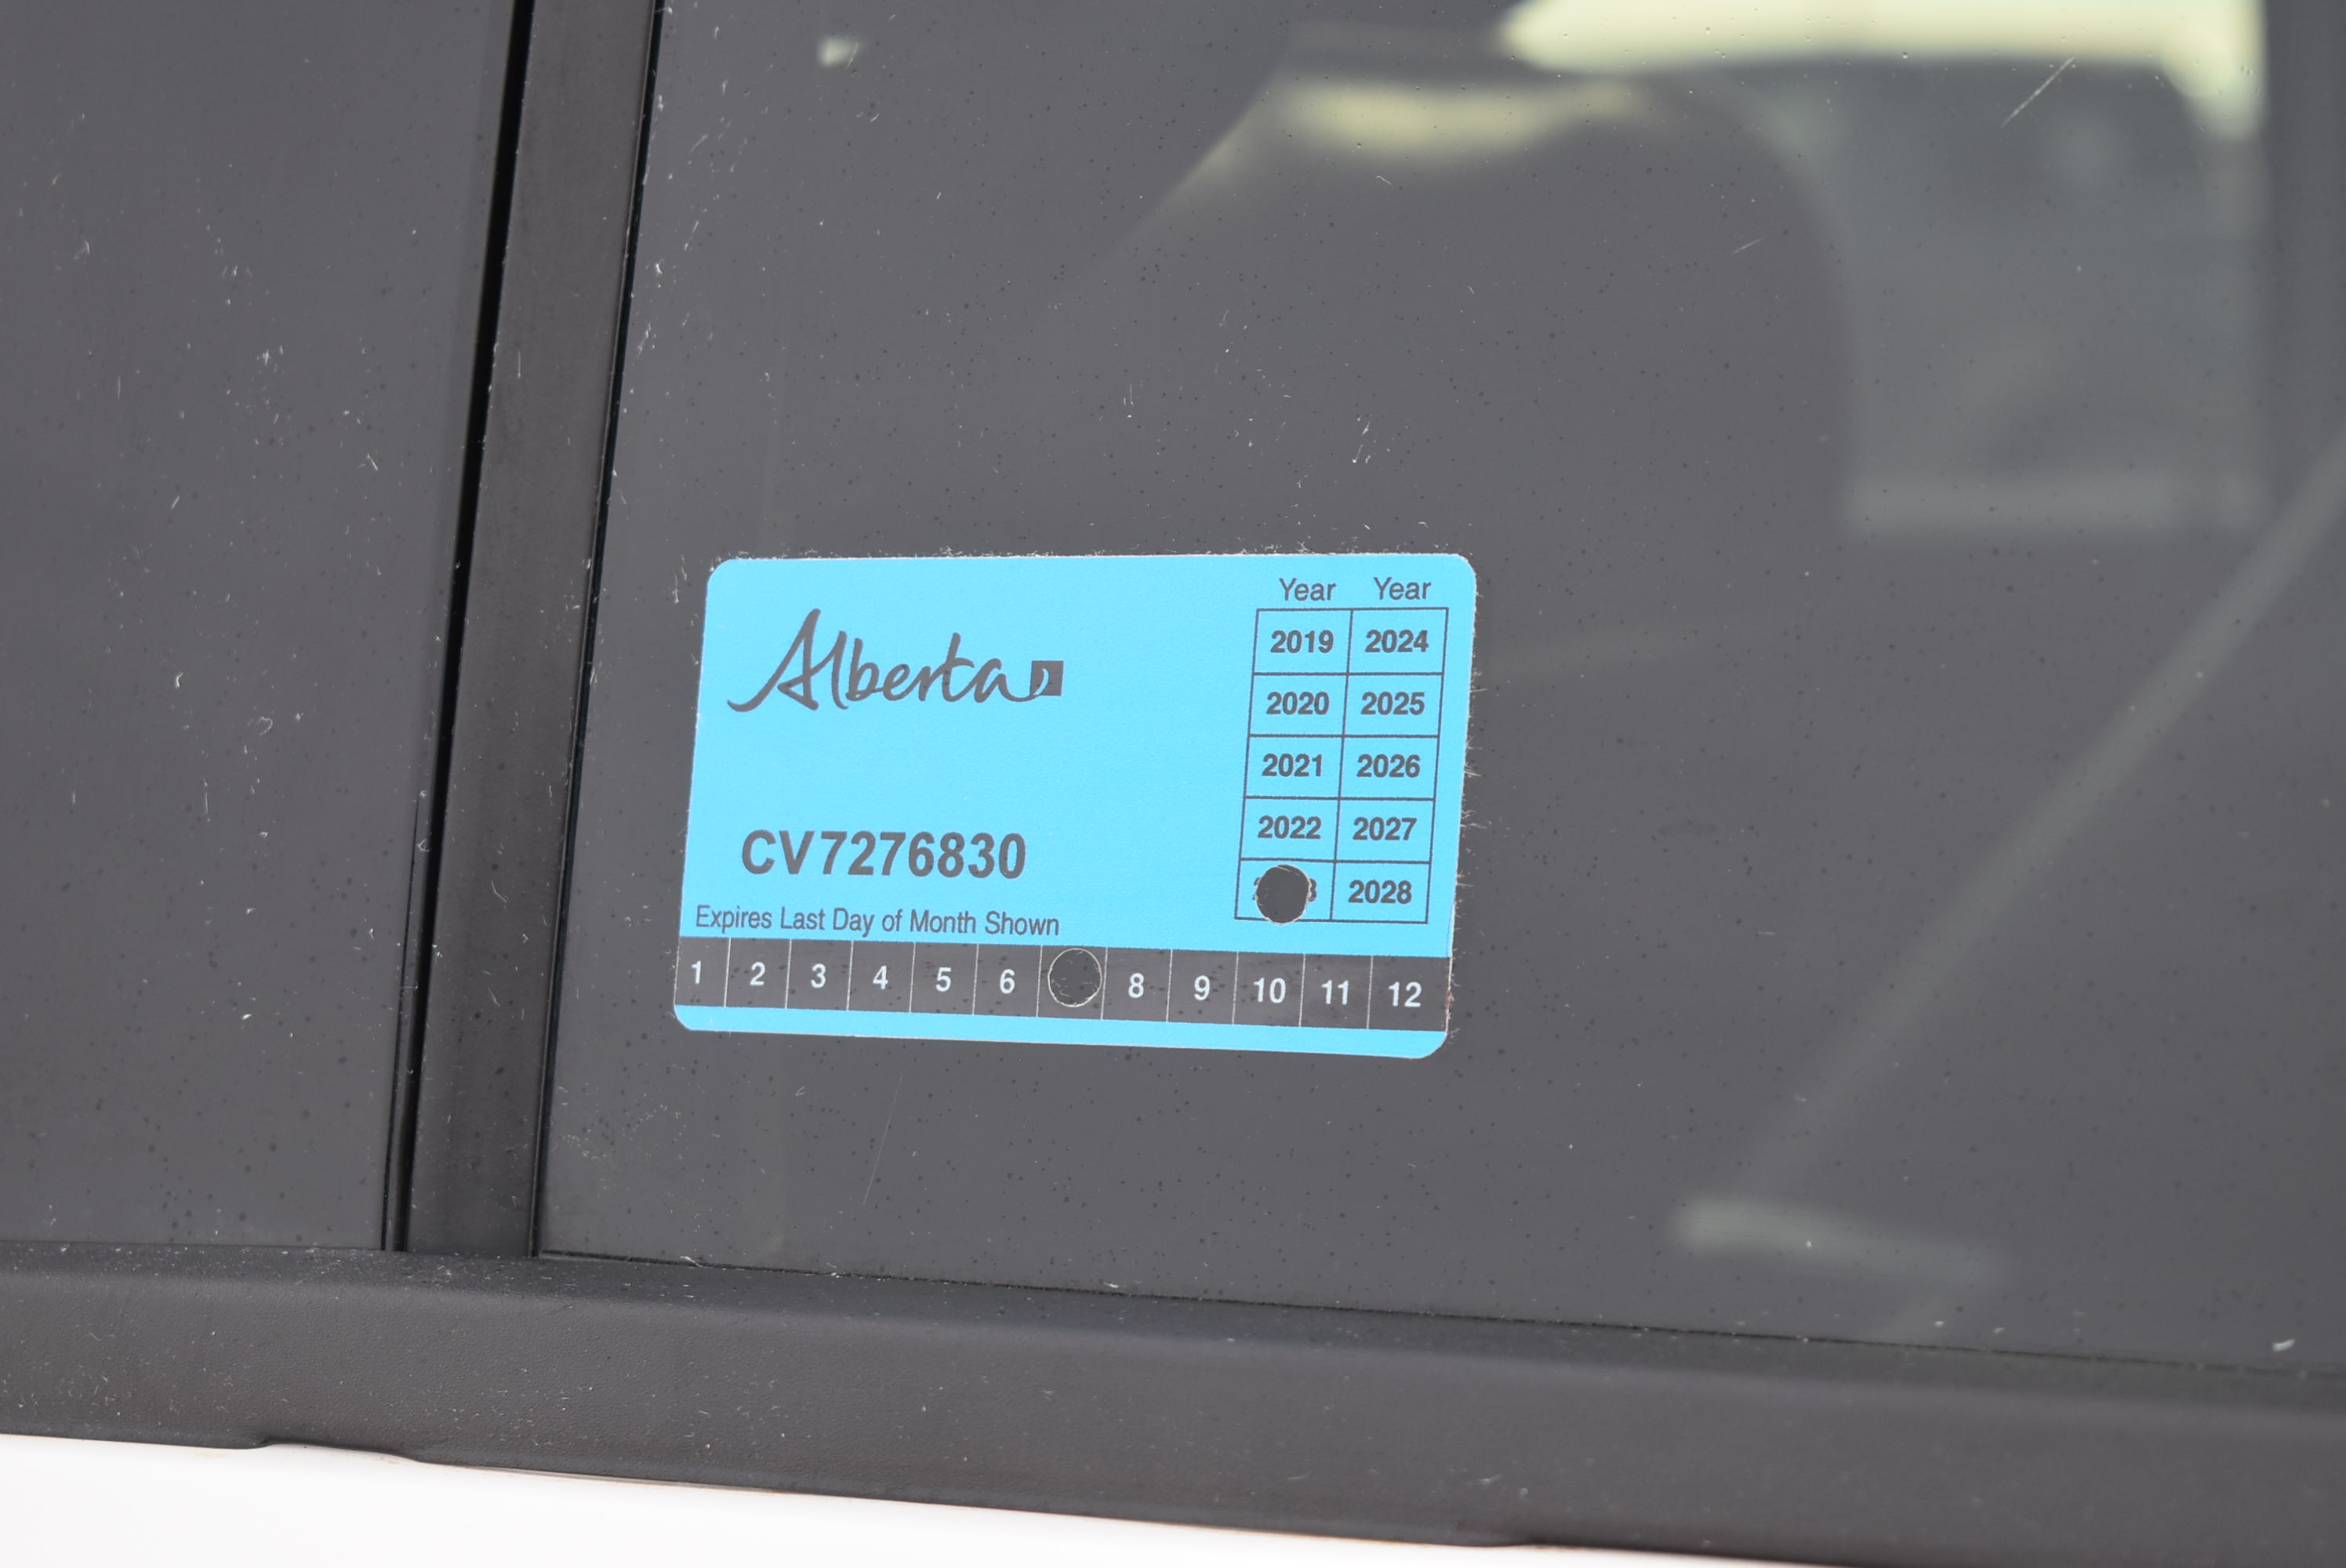 Alberta
Year Year
2019 2024
2020 2025
2021 2026
2022 2027
2028
CV7276830
Expires Last Day of Month Shown
1 2 3 4 5 6 8 9 10 11 12